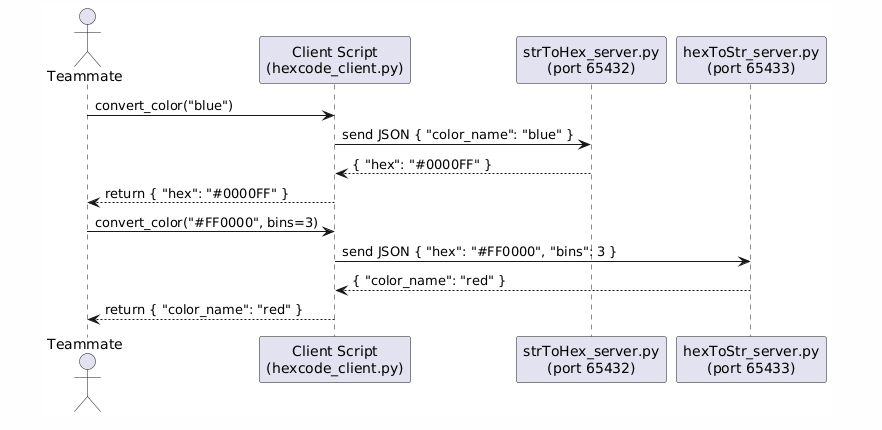 Teammate
Client Script
(hexcode_client.py)
strToHex_server.py
(port 65432)
hexToStr_server.py
(port 65433)
convert_color("blue")
send JSON { "color_name": "blue" }
{ "hex": "#0000FF" }
return { "hex": "#0000FF" }
convert_color("#FF0000", bins=3)
send JSON { "hex": "#FF0000", "bins": 3 }
{ "color_name": "red" }
return { "color_name": "red" }
Teammate
Client Script
(hexcode_client.py)
strToHex_server.py
(port 65432)
hexToStr_server.py
(port 65433)